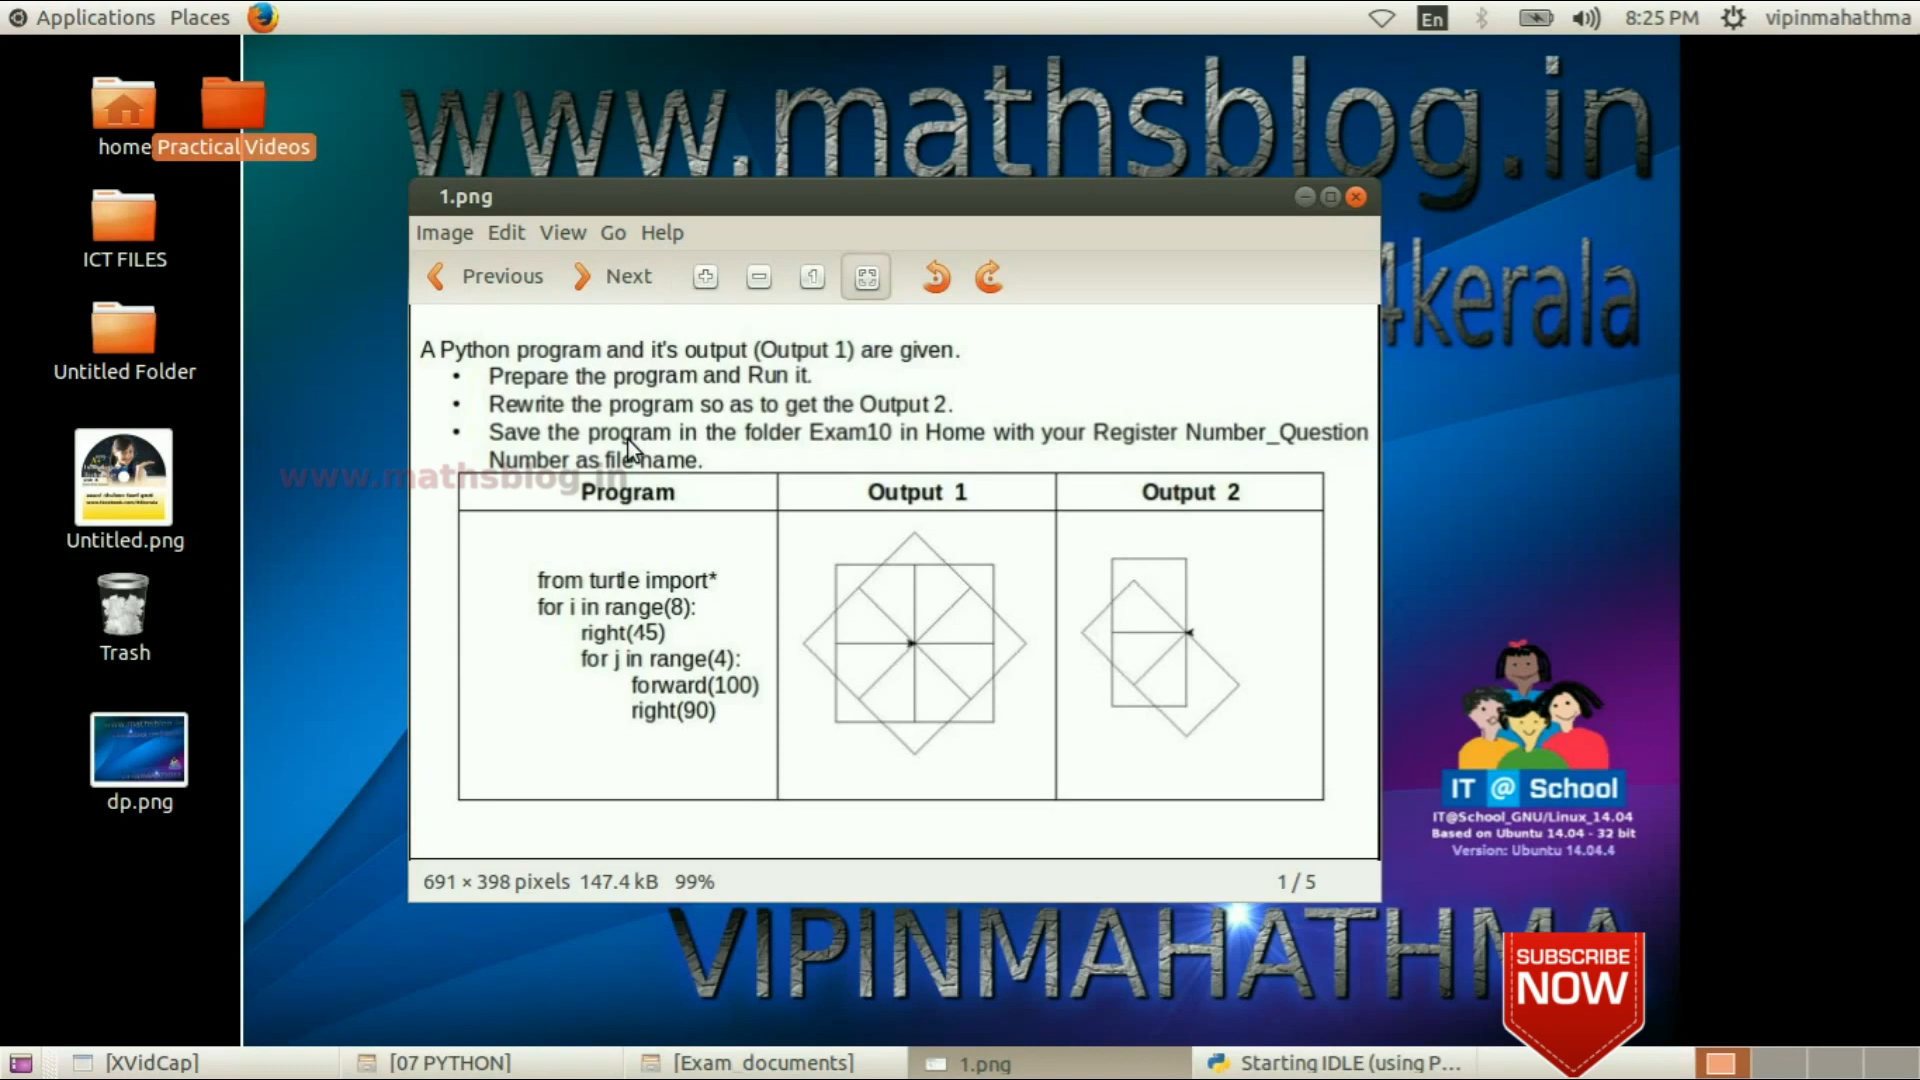 Applications Places En 8:25 PM vipinmahathma
www.mathsblog.in
4kerala
home
Practical Videos
ICT FILES
Untitled Folder
Untitled.png
Trash
dp.png
1.png
Image Edit View Go Help
Previous Next
A Python program and it's output (Output 1) are given.
• Prepare the program and Run it.
• Rewrite the program so as to get the Output 2.
• Save the program in the folder Exam10 in Home with your Register Number_Question
Number as file name.
www.mathsblog.in
Program Output 1 Output 2
from turtle import*
for i in range(8):
right(45)
for j in range(4):
forward(100)
right(90)
691 × 398 pixels 147.4 kB 99% 1 / 5
IT @ School
IT@School_GNU/Linux_14.04
Based on Ubuntu 14.04 - 32 bit
Version: Ubuntu 14.04.4
VIPINMAHATHMA
SUBSCRIBE
NOW
[XVidCap] [07 PYTHON] [Exam_documents] 1.png Starting IDLE (using P...